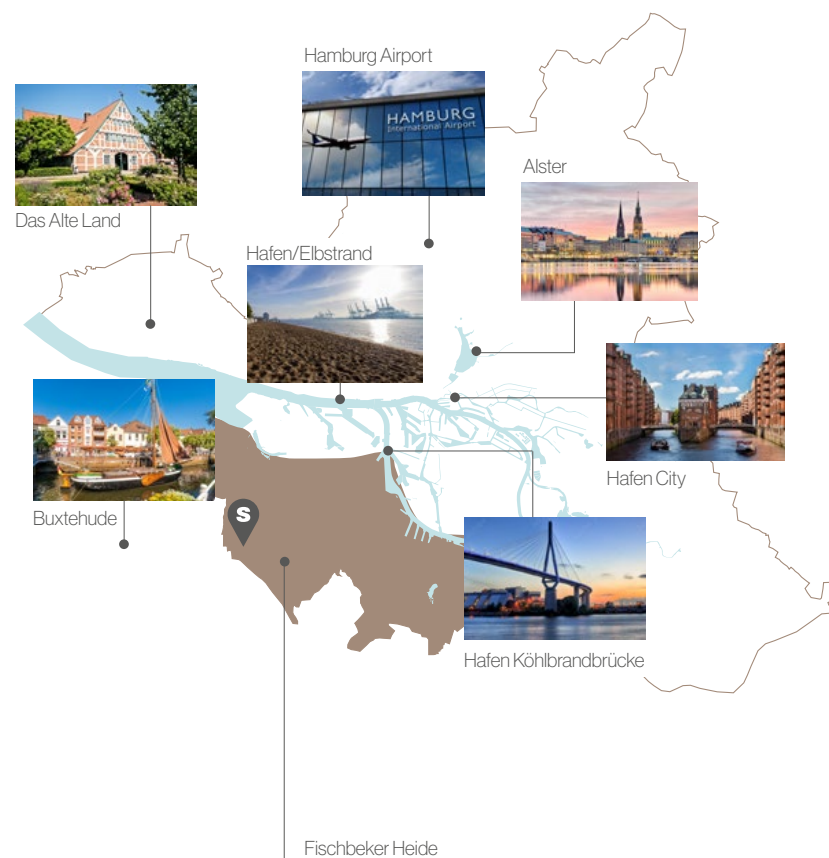 Hamburg Airport
HAMBURG
International Airport
Das Alte Land
Alster
Hafen/Elbstrand
Hafen City
Buxtehude
S
Hafen Köhlbrandbrücke
Fischbeker Heide